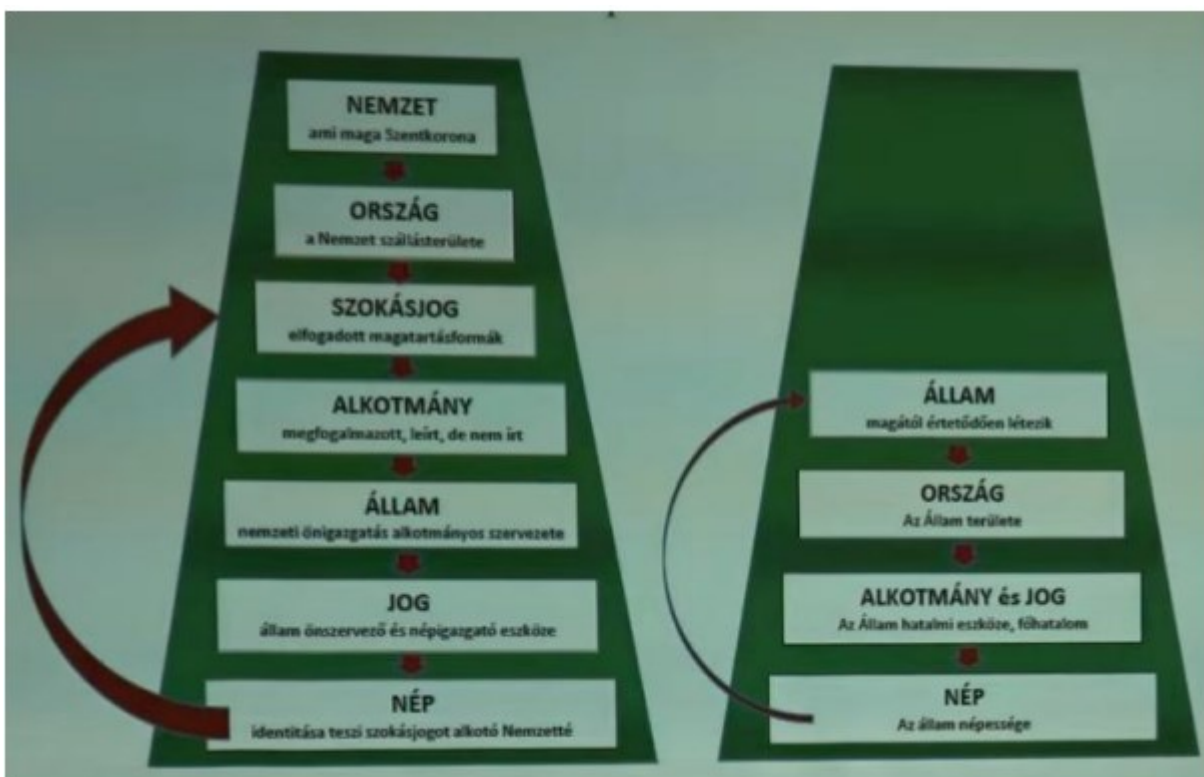 NEMZET
ami maga Szentkorona
ORSZÁG
a Nemzet szállásterülete
SZOKÁSJOG
elfogadott magatartásformák
ALKOTMÁNY
megfogalmazott, leírt, de nem írt
ÁLLAM
nemzeti önigazgatás alkotmányos szervezete
JOG
állam önszervező és népigazgató eszköze
NÉP
identitása teszi szokásjogot alkotó Nemzetté
ÁLLAM
magától értetődően létezik
ORSZÁG
Az Állam területe
ALKOTMÁNY és JOG
Az Állam hatalmi eszköze, főhatalom
NÉP
Az állam népessége